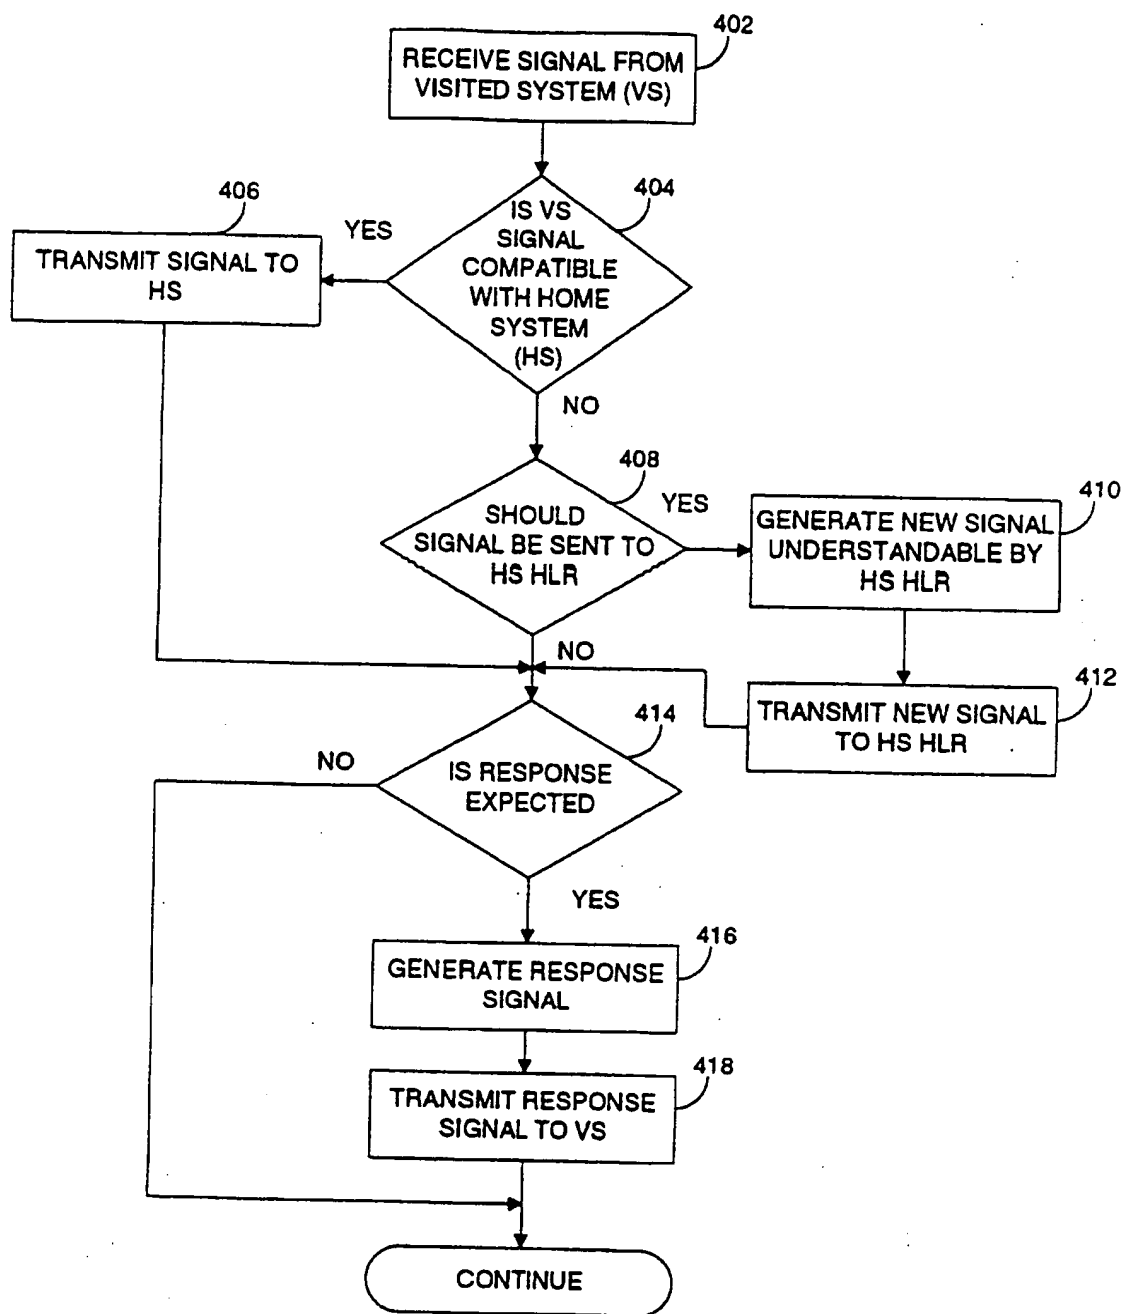 402
RECEIVE SIGNAL FROM
VISITED SYSTEM (VS)
404
IS VS
SIGNAL
COMPATIBLE
WITH HOME
SYSTEM
(HS)
YES
406
TRANSMIT SIGNAL TO
HS
NO
408
SHOULD
SIGNAL BE SENT TO
HS HLR
YES
410
GENERATE NEW SIGNAL
UNDERSTANDABLE BY
HS HLR
NO
412
TRANSMIT NEW SIGNAL
TO HS HLR
414
IS RESPONSE
EXPECTED
NO
YES
416
GENERATE RESPONSE
SIGNAL
418
TRANSMIT RESPONSE
SIGNAL TO VS
CONTINUE